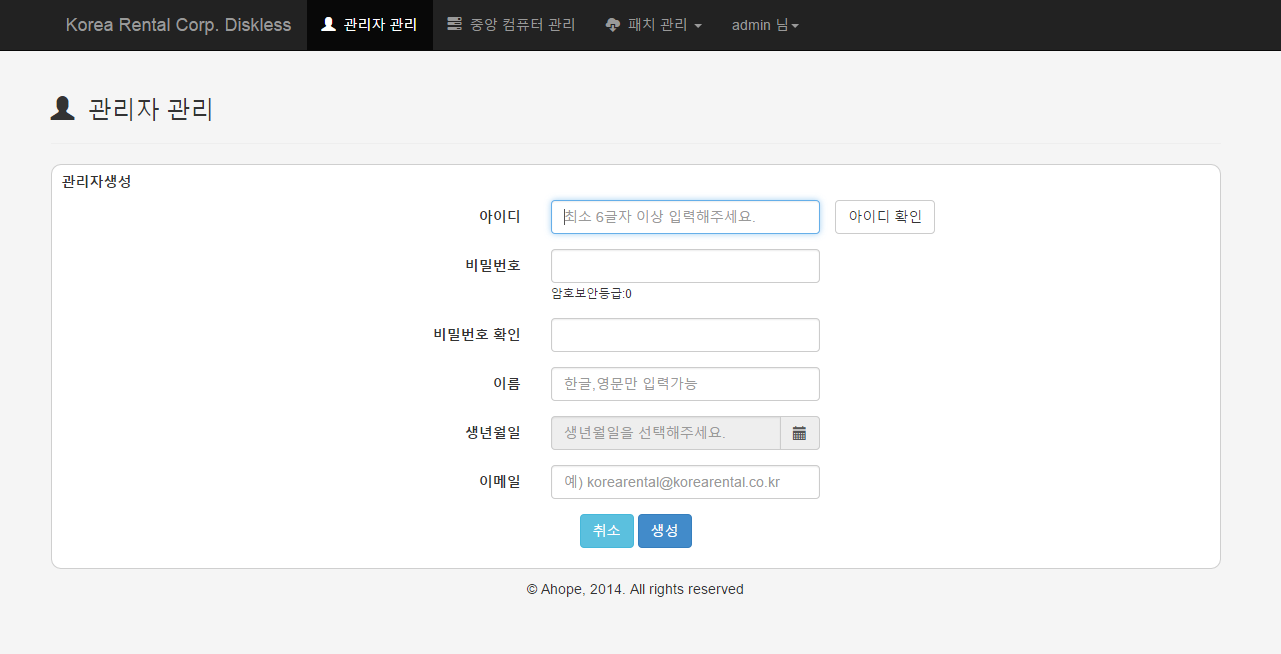 Korea Rental Corp. Diskless 관리자 관리 중앙 컴퓨터 관리 패치 관리 admin 님
관리자 관리
관리자생성
아이디 최소 6글자 이상 입력해주세요. 아이디 확인
비밀번호
암호보안등급:0
비밀번호 확인
이름 한글,영문만 입력가능
생년월일 생년월일을 선택해주세요.
이메일 예) korearental@korearental.co.kr
취소 생성
© Ahope, 2014. All rights reserved